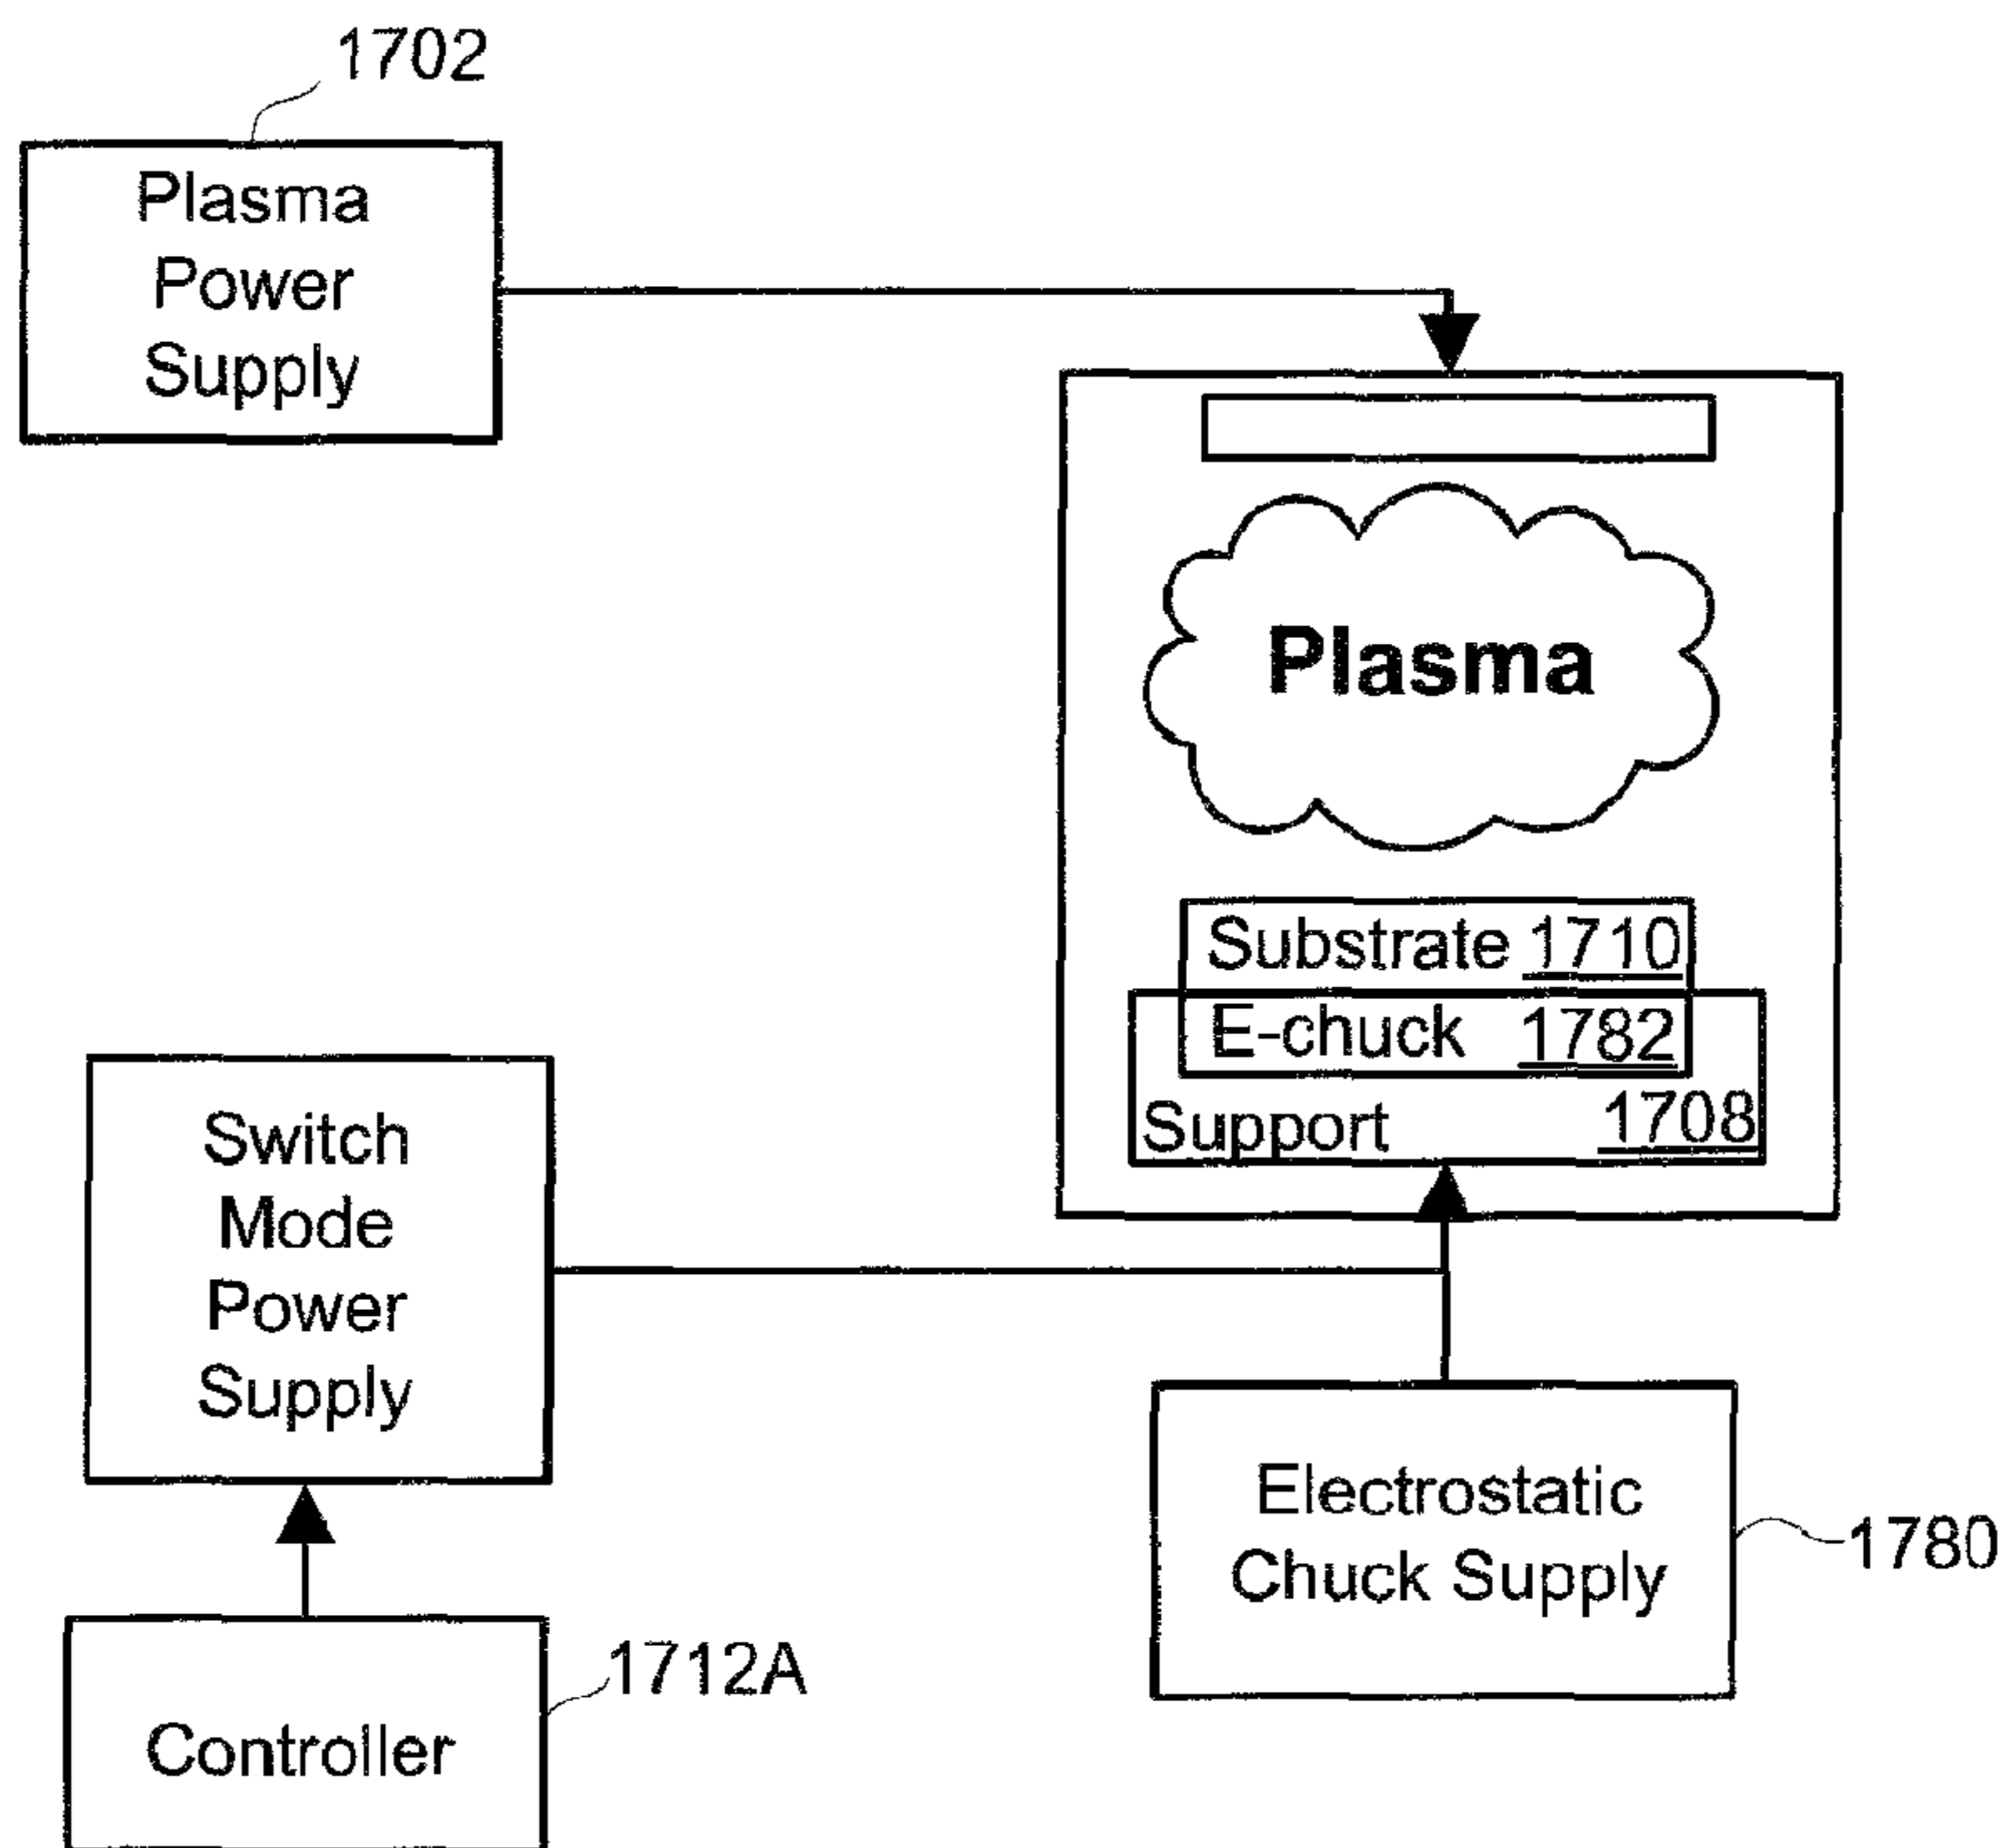 1702
Plasma
Power
Supply
Plasma
Substrate 1710
E-chuck 1782
Support 1708
Switch
Mode
Power
Supply
Electrostatic
Chuck Supply
1780
1712A
Controller